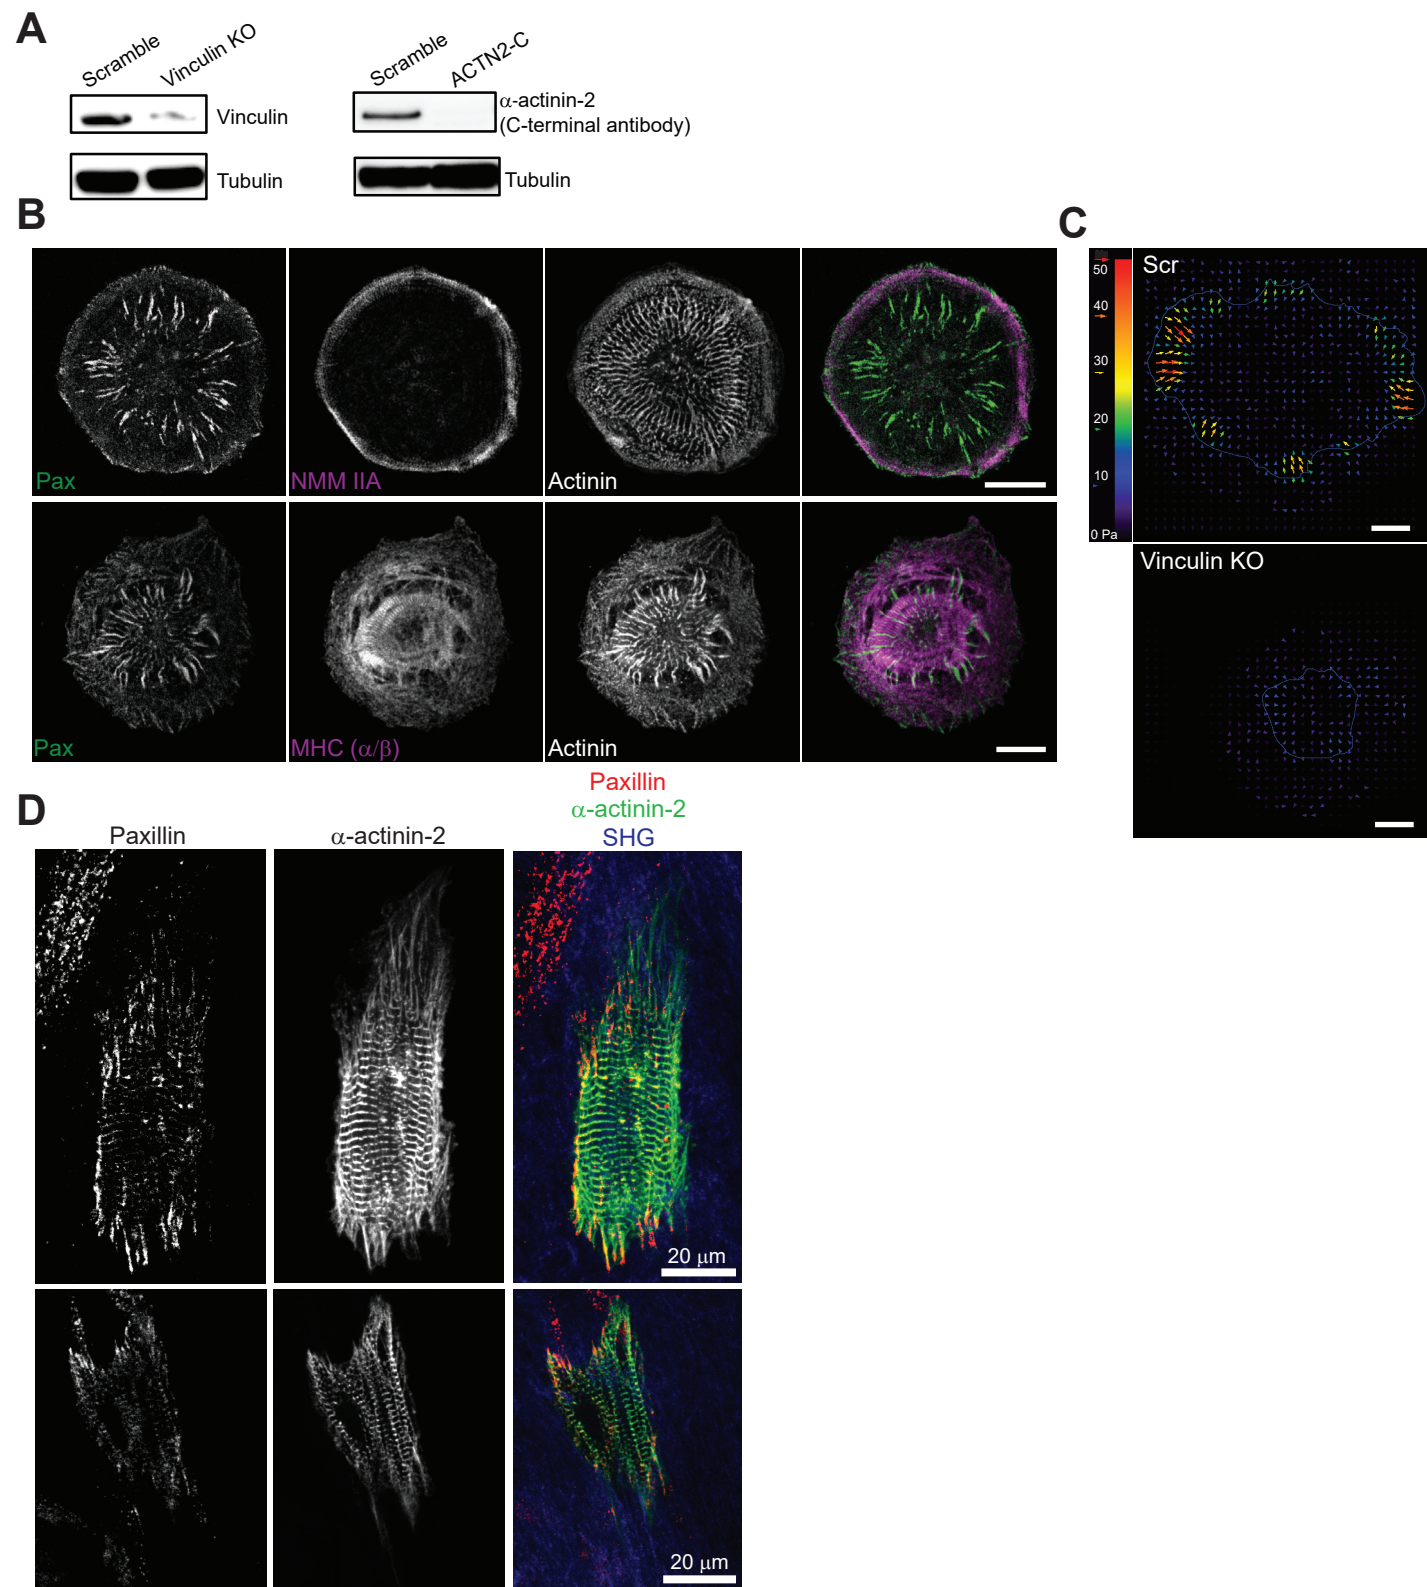 A
Scramble
Vinculin KO
Vinculin
Tubulin
Scramble
ACTN2-C
α-actinin-2
(C-terminal antibody)
Tubulin
B
Pax
NMM IIA
Actinin
Pax
MHC (α/β)
Actinin
C
50
40
30
20
10
0 Pa
Scr
Vinculin KO
D
Paxillin
α-actinin-2
Paxillin
α-actinin-2
SHG
20 μm
20 μm